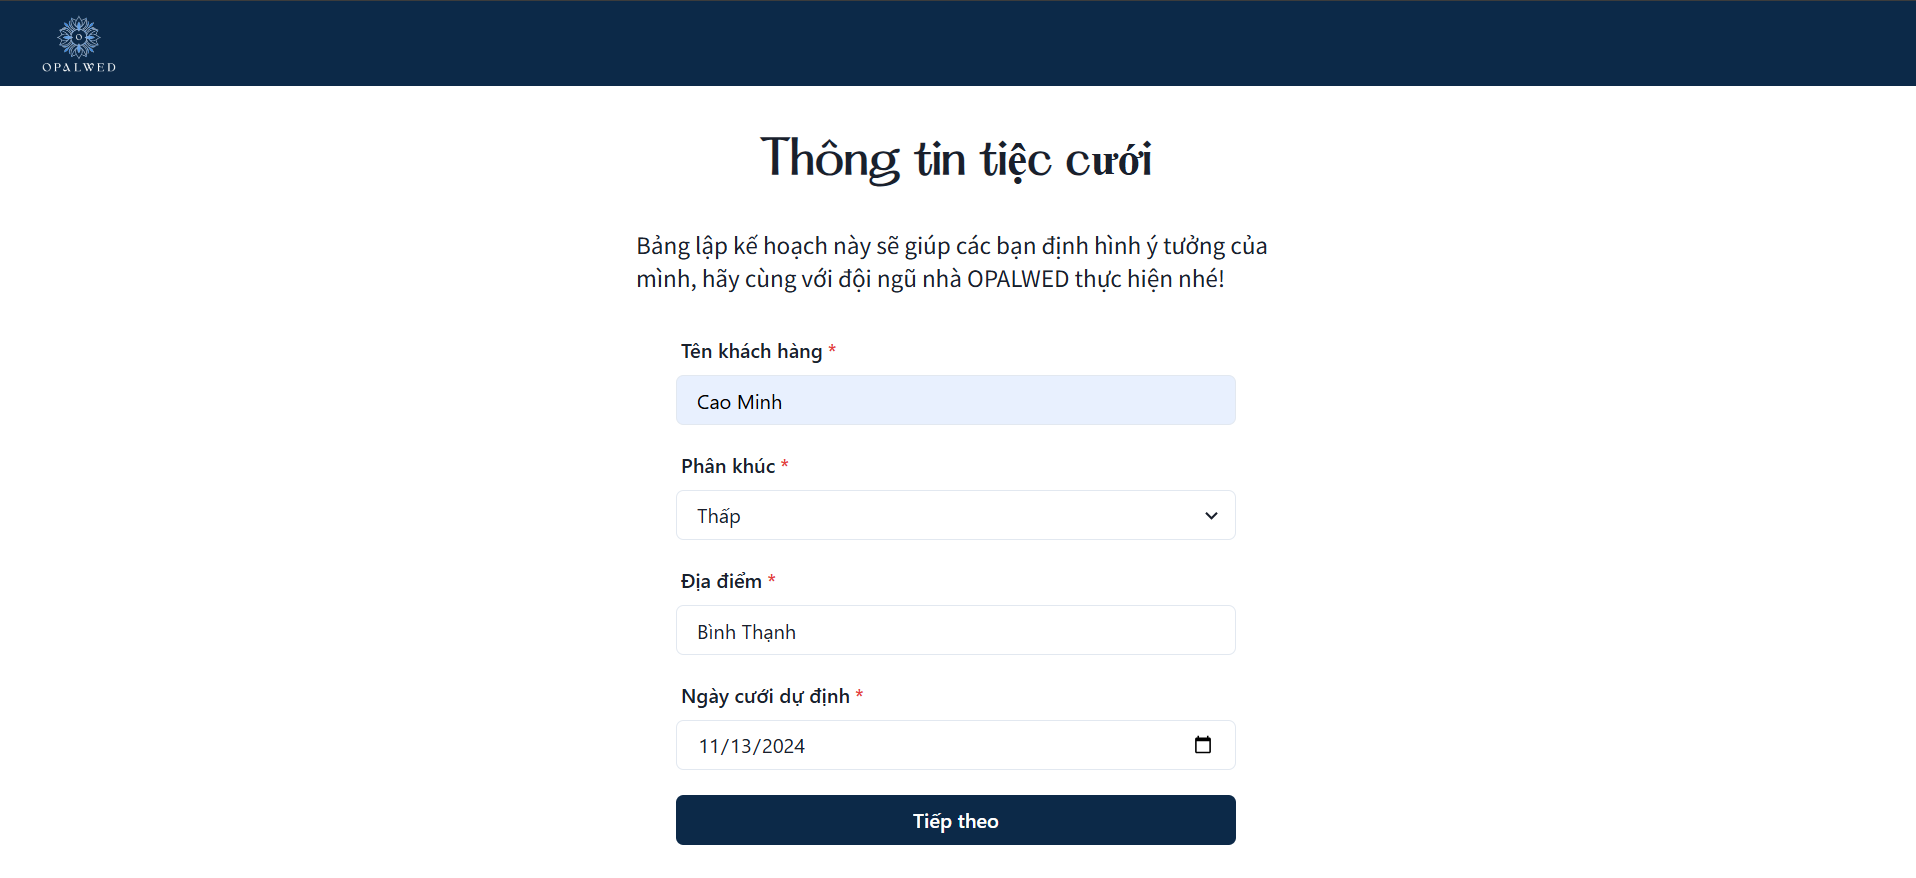 OPALWED
Thông tin tiệc cưới
Bảng lập kế hoạch này sẽ giúp các bạn định hình ý tưởng của
mình, hãy cùng với đội ngũ nhà OPALWED thực hiện nhé!
Tên khách hàng *
Cao Minh
Phân khúc *
Thấp
Địa điểm *
Bình Thạnh
Ngày cưới dự định *
11/13/2024
Tiếp theo